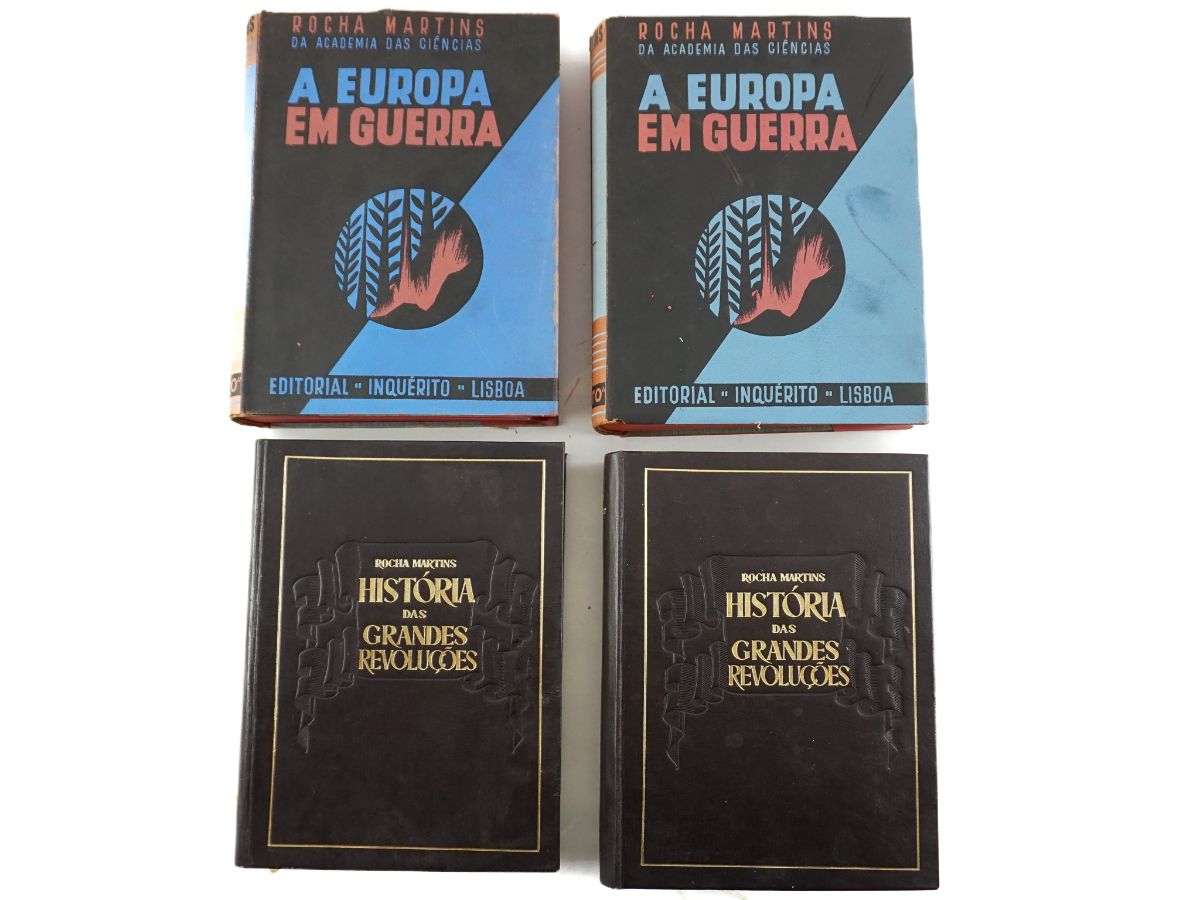 ROCHA MARTINS
DA ACADEMIA DAS CIÊNCIAS
A EUROPA
EM GUERRA
EDITORIAL "INQUÉRITO" LISBOA
ROCHA MARTINS
DA ACADEMIA DAS CIÊNCIAS
A EUROPA
EM GUERRA
EDITORIAL "INQUÉRITO" LISBOA
ROCHA MARTINS
HISTÓRIA
DAS
GRANDES
REVOLUÇÕES
ROCHA MARTINS
HISTÓRIA
DAS
GRANDES
REVOLUÇÕES